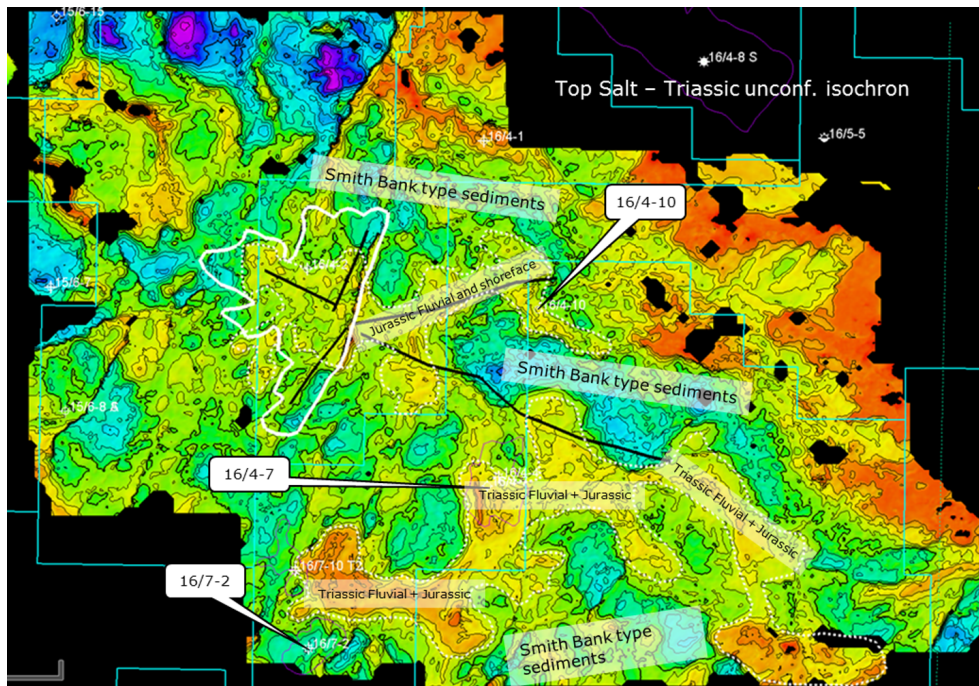 15/6-15
16/4-8 S
Top Salt – Triassic unconf. isochron
16/4-1
16/5-5
Smith Bank type
sediments
16/4-10
Jurassic Fluvial and shoreface
16/4-10
Smith Bank type
sediments
15/6-8 S
16/4-7
Triassic Fluvial + Jurassic
Triassic Fluvial + Jurassic
16/7-2
16/7-10 T2
Triassic Fluvial + Jurassic
16/7-2
Smith Bank type
sediments